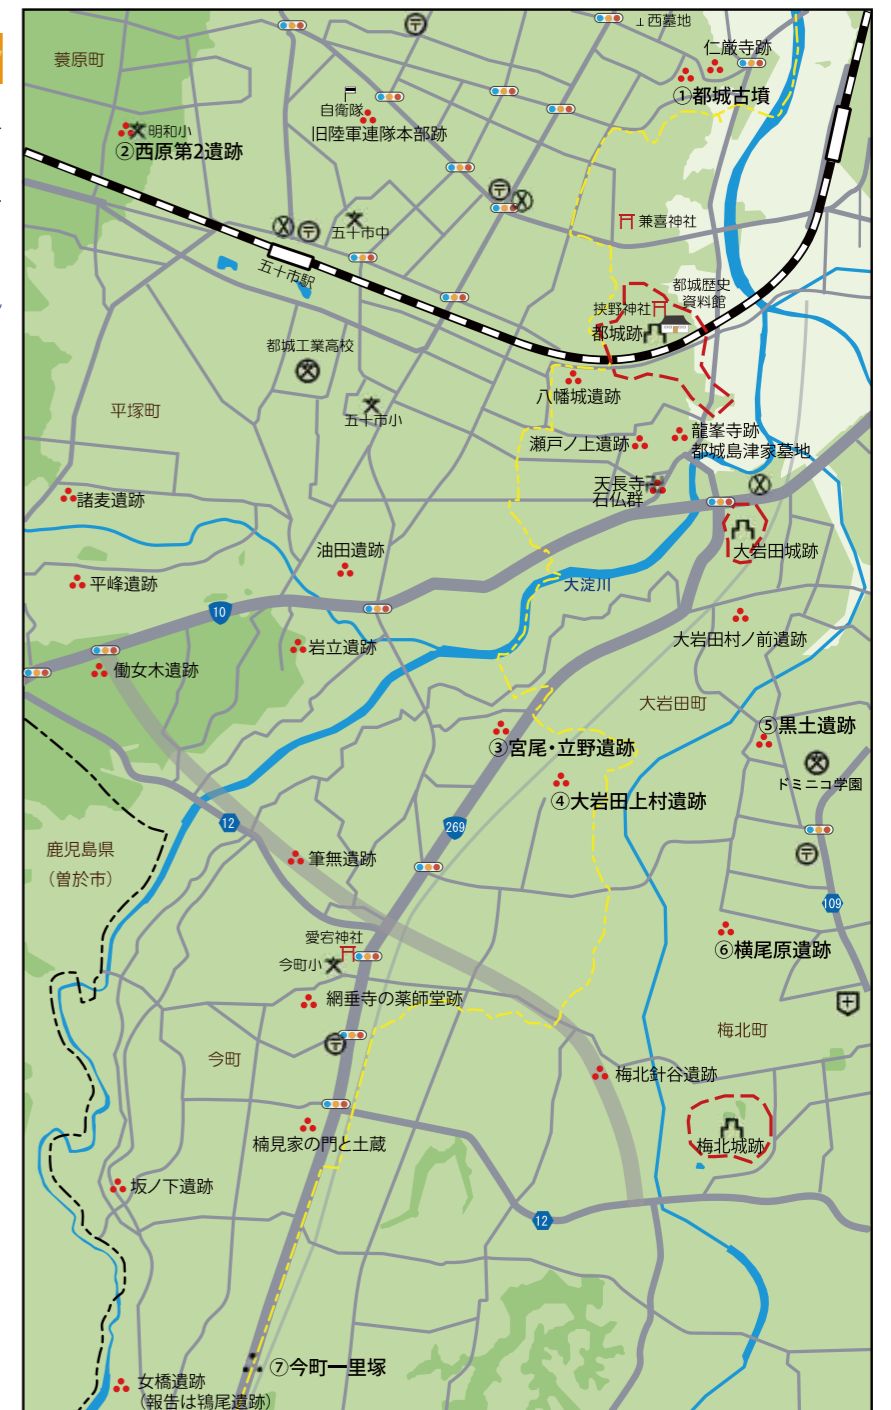 西墓地
仁厳寺跡
蓑原町
①都城古墳
自衛隊
旧陸軍連隊本部跡
明和小
②西原第2遺跡
兼喜神社
五十市中
五十市駅
都城歴史
資料館
挟野神社
都城跡
都城工業高校
八幡城遺跡
平塚町
五十市小
龍峯寺跡
瀬戸ノ上遺跡
都城島津家墓地
天長寺
石仏群
諸麦遺跡
大岩田城跡
油田遺跡
平峰遺跡
大淀川
10
大岩田村ノ前遺跡
岩立遺跡
働女木遺跡
大岩田町
⑤黒土遺跡
③宮尾・立野遺跡
ドミニコ学園
④大岩田上村遺跡
12
269
鹿児島県
(曽於市)
筆無遺跡
109
愛宕神社
⑥横尾原遺跡
今町小
網垂寺の薬師堂跡
梅北町
今町
梅北針谷遺跡
楠見家の門と土蔵
梅北城跡
坂ノ下遺跡
12
⑦今町一里塚
女橋遺跡
(報告は鴇尾遺跡)